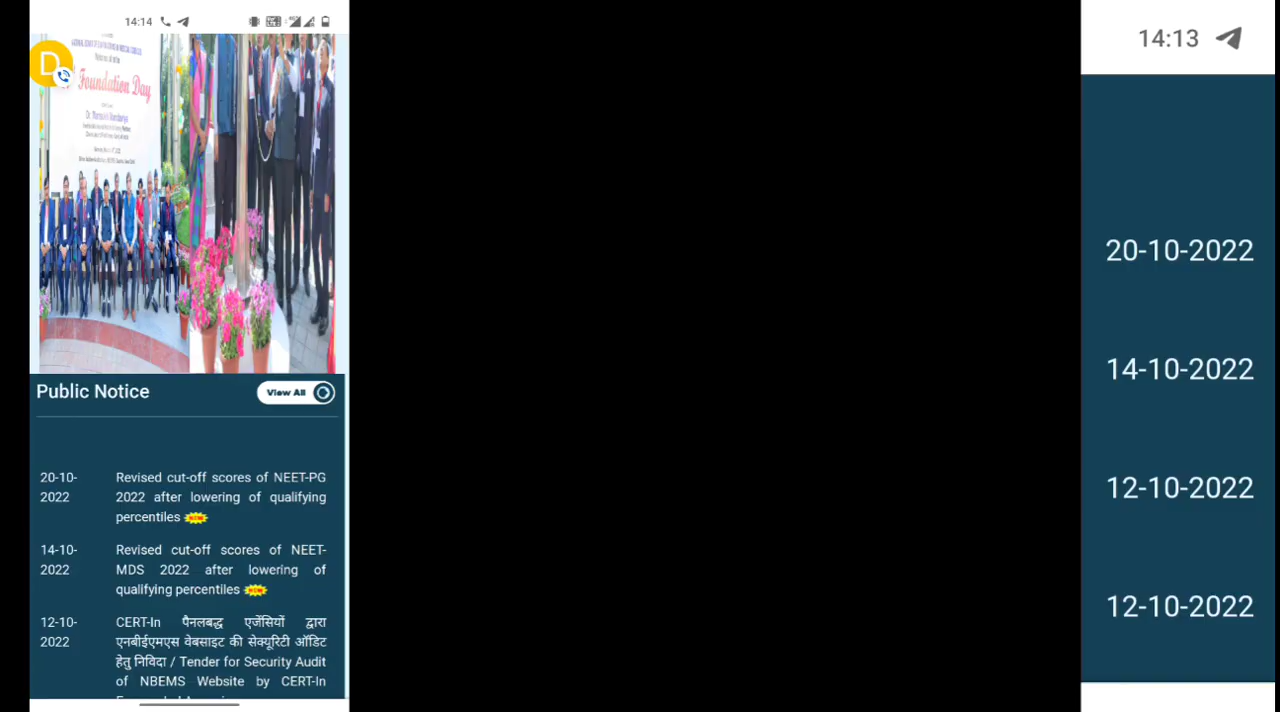 14:14
D
Foundation Day
Public Notice
View All
20-10-
2022
Revised cut-off scores of NEET-PG
2022 after lowering of qualifying
percentiles
14-10-
2022
Revised cut-off scores of NEET-
MDS 2022 after lowering of
qualifying percentiles
12-10-
2022
CERT-In पैनलबद्ध एजेंसियों द्वारा
एनबीईएमएस वेबसाइट की सेक्यूरिटी ऑडिट
हेतु निविदा / Tender for Security Audit
of NBEMS Website by CERT-In
14:13
20-10-2022
14-10-2022
12-10-2022
12-10-2022